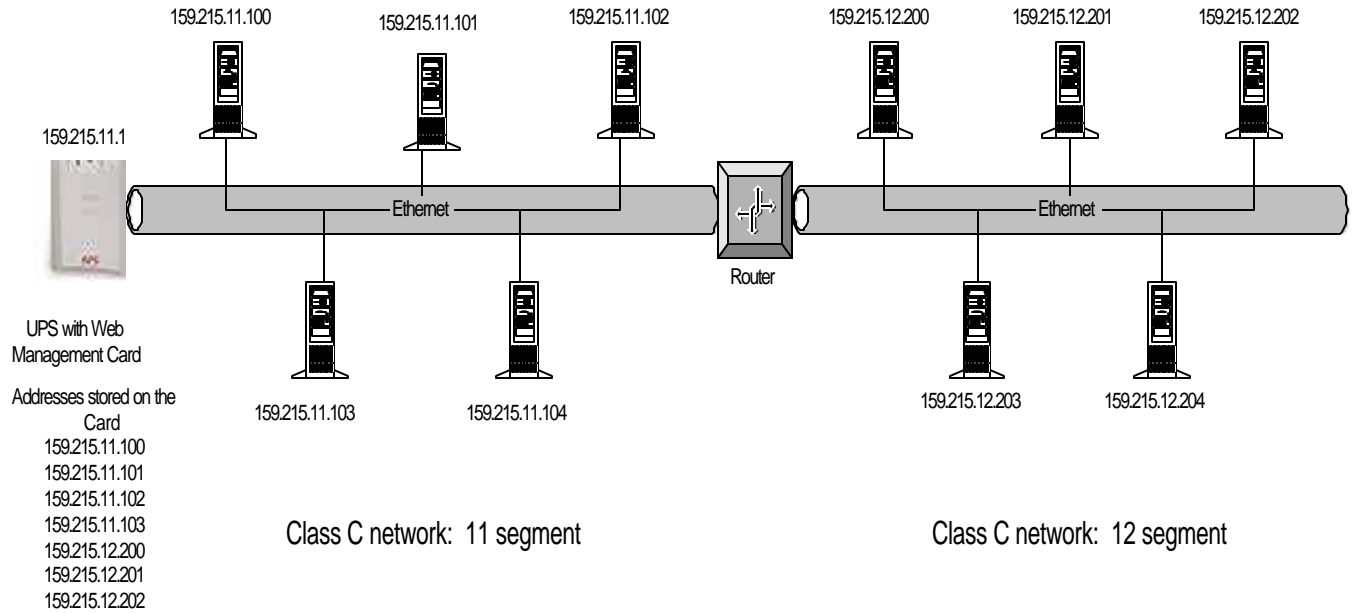 159.215.11.100
159.215.11.101
159.215.11.102
159.215.12.200
159.215.12.201
159.215.12.202
159.215.11.1
Ethernet
Ethernet
Router
UPS with Web
Management Card
159.215.11.103
159.215.11.104
159.215.12.203
159.215.12.204
Addresses stored on the
Card
159.215.11.100
159.215.11.101
159.215.11.102
159.215.11.103
159.215.12.200
159.215.12.201
159.215.12.202
Class C network: 11 segment
Class C network: 12 segment